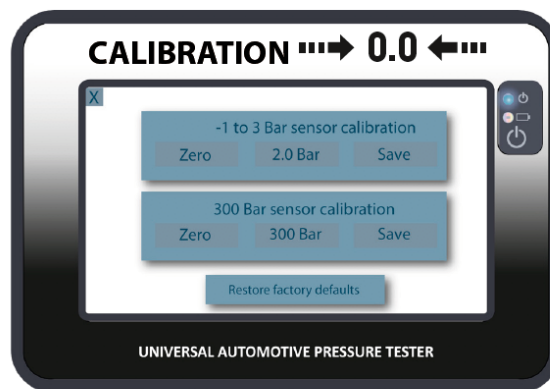 CALIBRATION 0.0
X
-1 to 3 Bar sensor calibration
Zero 2.0 Bar Save
300 Bar sensor calibration
Zero 300 Bar Save
Restore factory defaults
UNIVERSAL AUTOMOTIVE PRESSURE TESTER